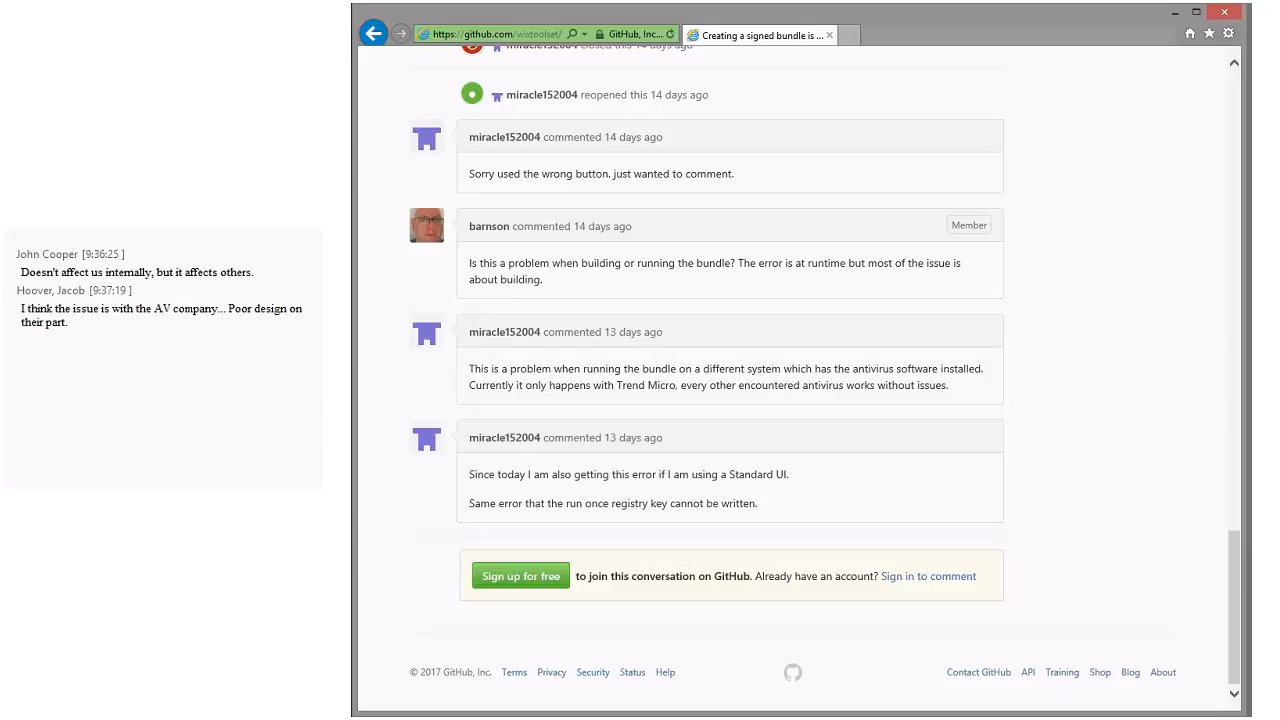 John Cooper [9:36:25 ]
Doesn't affect us internally, but it affects others.
Hoover, Jacob [9:37:19 ]
I think the issue is with the AV company... Poor design on
their part.
https://github.com/wixtoolset/
GitHub, Inc...
Creating a signed bundle is ...
miracle152004 closed this 14 days ago
miracle152004 reopened this 14 days ago
miracle152004 commented 14 days ago
Sorry used the wrong button. just wanted to comment.
barnson commented 14 days ago
Member
Is this a problem when building or running the bundle? The error is at runtime but most of the issue is
about building.
miracle152004 commented 13 days ago
This is a problem when running the bundle on a different system which has the antivirus software installed.
Currently it only happens with Trend Micro, every other encountered antivirus works without issues.
miracle152004 commented 13 days ago
Since today I am also getting this error if I am using a Standard UI.
Same error that the run once registry key cannot be written.
Sign up for free to join this conversation on GitHub. Already have an account? Sign in to comment
© 2017 GitHub, Inc. Terms Privacy Security Status Help
Contact GitHub API Training Shop Blog About